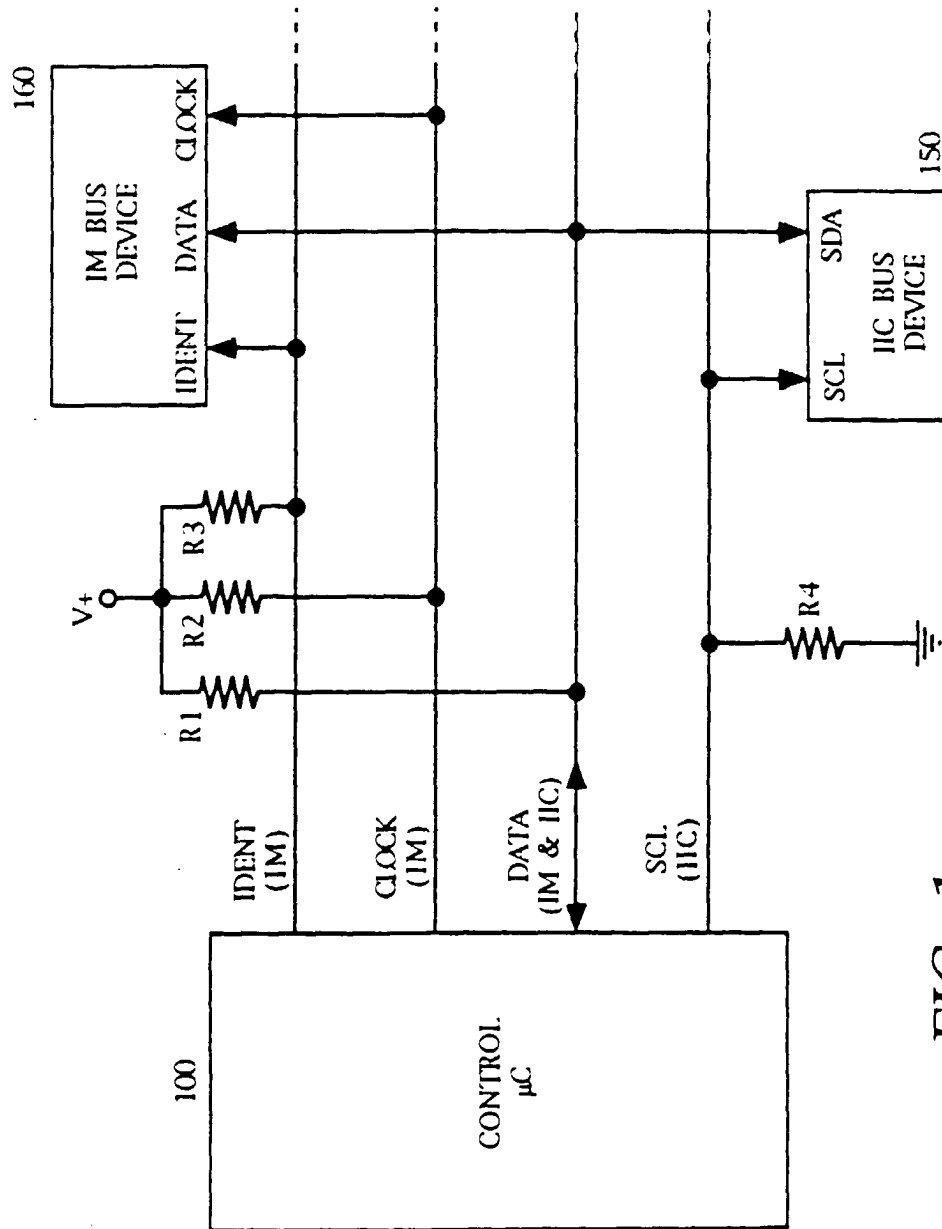 160
IM BUS
DEVICE
IDENT
DATA
CLOCK
V+
R1
R2
R3
100
CONTROL
µC
IDENT
(IM)
CLOCK
(IM)
DATA
(IM & IIC)
SCL
(IIC)
R4
150
SCL
SDA
IIC BUS
DEVICE
FIG. 1